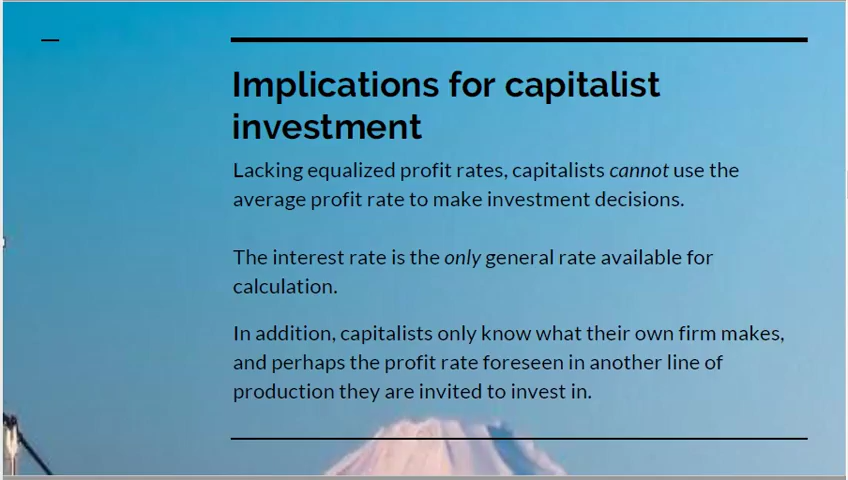 Implications for capitalist
investment
Lacking equalized profit rates, capitalists cannot use the
average profit rate to make investment decisions.
The interest rate is the only general rate available for
calculation.
In addition, capitalists only know what their own firm makes,
and perhaps the profit rate foreseen in another line of
production they are invited to invest in.